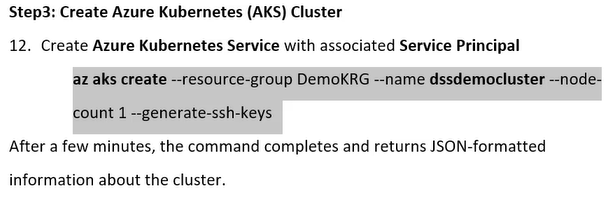 Step3: Create Azure Kubernetes (AKS) Cluster
12. Create Azure Kubernetes Service with associated Service Principal
az aks create --resource-group DemoKRG --name dssdemocluster --node-
count 1 --generate-ssh-keys
After a few minutes, the command completes and returns JSON-formatted
information about the cluster.